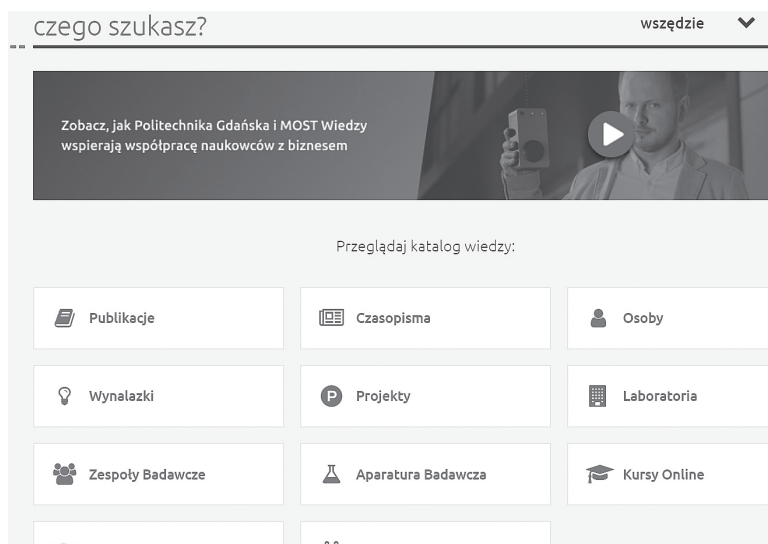 czego szukasz?
wszędzie
Zobacz, jak Politechnika Gdańska i MOST Wiedzy
wspierają współpracę naukowców z biznesem
Przeglądaj katalog wiedzy:
Publikacje
Czasopisma
Osoby
Wynalazki
P Projekty
Laboratoria
Zespoły Badawcze
Aparatura Badawcza
Kursy Online